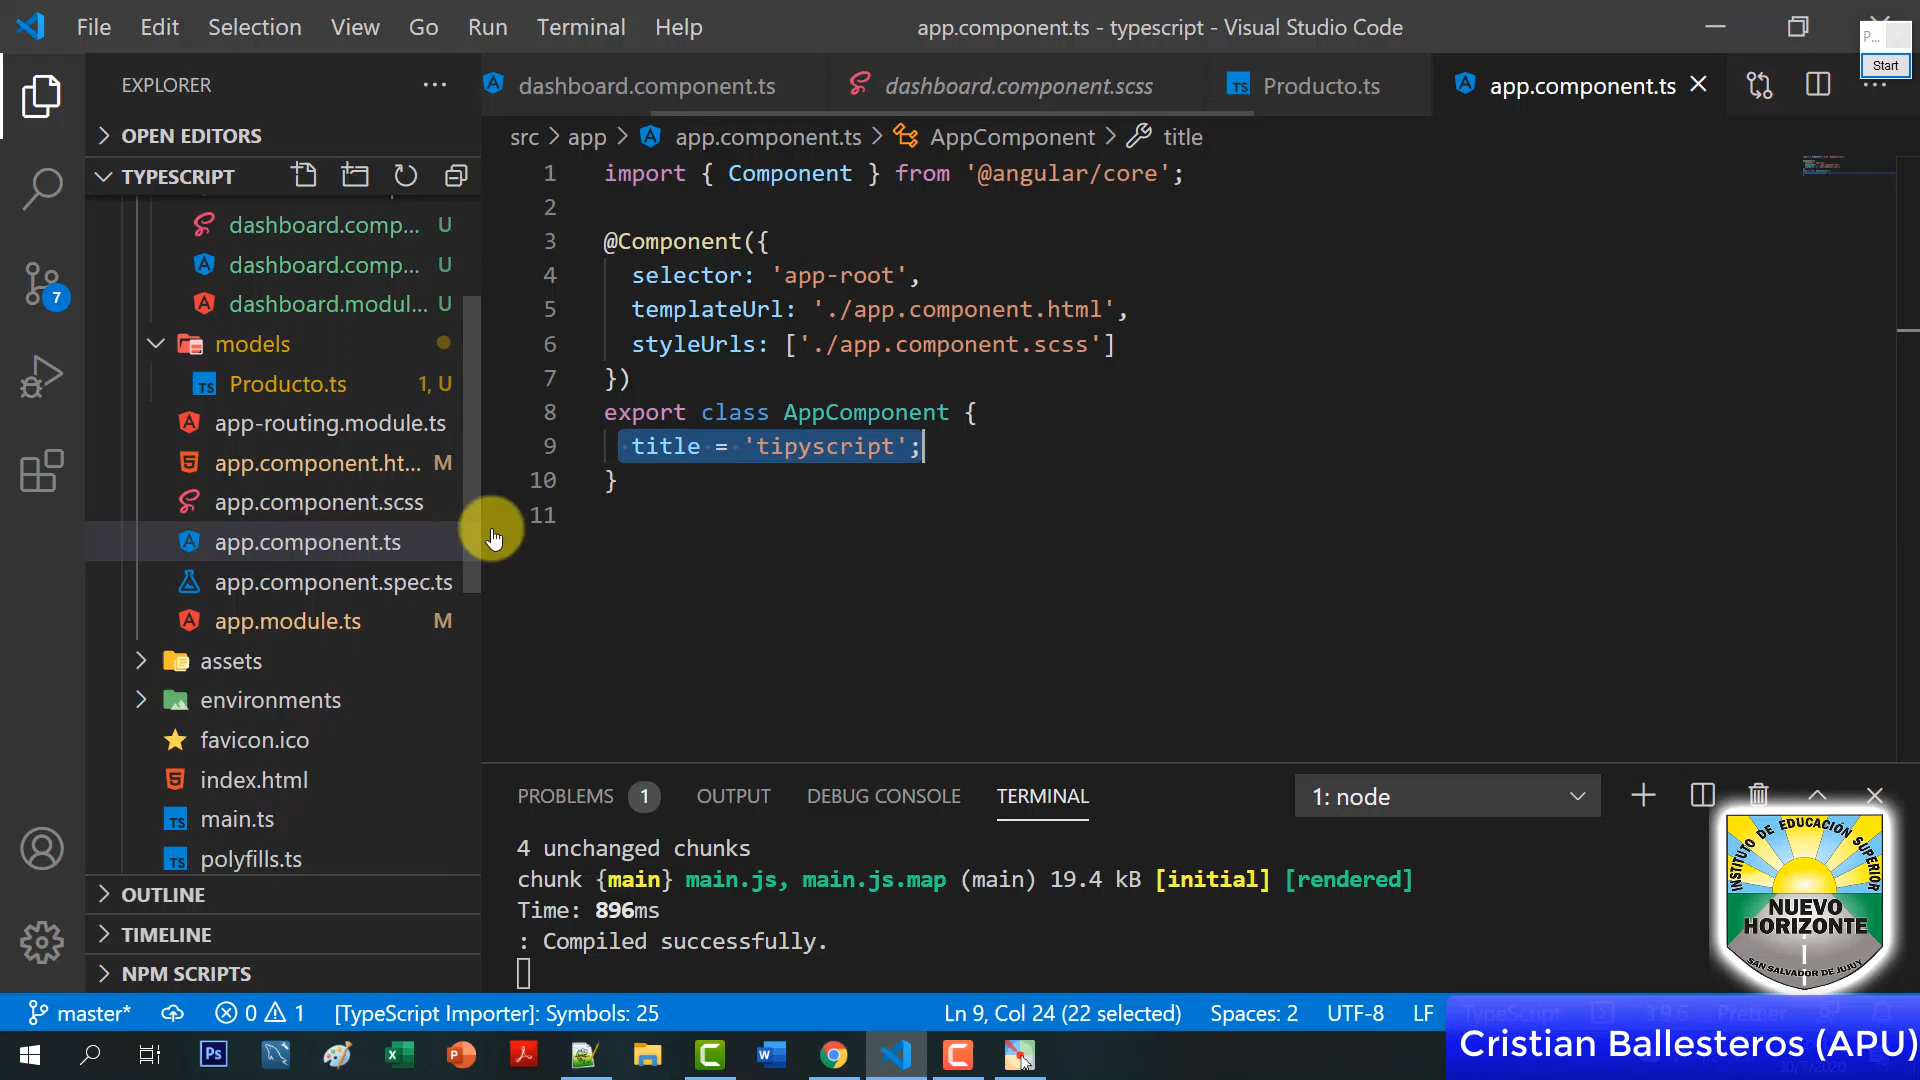 File Edit Selection View Go Run Terminal Help
app.component.ts - typescript - Visual Studio Code
P...
Start
EXPLORER
OPEN EDITORS
TYPESCRIPT
dashboard.comp... U
dashboard.comp... U
dashboard.modul... U
models
Producto.ts 1, U
app-routing.module.ts
app.component.ht... M
app.component.scss
app.component.ts
app.component.spec.ts
app.module.ts M
assets
environments
favicon.ico
index.html
main.ts
polyfills.ts
OUTLINE
TIMELINE
NPM SCRIPTS
7
dashboard.component.ts dashboard.component.scss Producto.ts app.component.ts
src > app > app.component.ts > AppComponent > title
1 import { Component } from '@angular/core';
2
3 @Component({
4 selector: 'app-root',
5 templateUrl: './app.component.html',
6 styleUrls: ['./app.component.scss']
7 })
8 export class AppComponent {
9 title = 'tipyscript';
10 }
11
PROBLEMS 1 OUTPUT DEBUG CONSOLE TERMINAL
1: node
4 unchanged chunks
chunk {main} main.js, main.js.map (main) 19.4 kB [initial] [rendered]
Time: 896ms
: Compiled successfully.
INSTITUTO DE EDUCACIÓN SUPERIOR
NUEVO
HORIZONTE
SAN SALVADOR DE JUJUY
master* 0 1 [TypeScript Importer]: Symbols: 25 Ln 9, Col 24 (22 selected) Spaces: 2 UTF-8 LF TypeScript 3.9.6 Prettier
Cristian Ballesteros (APU)
30/7/2020